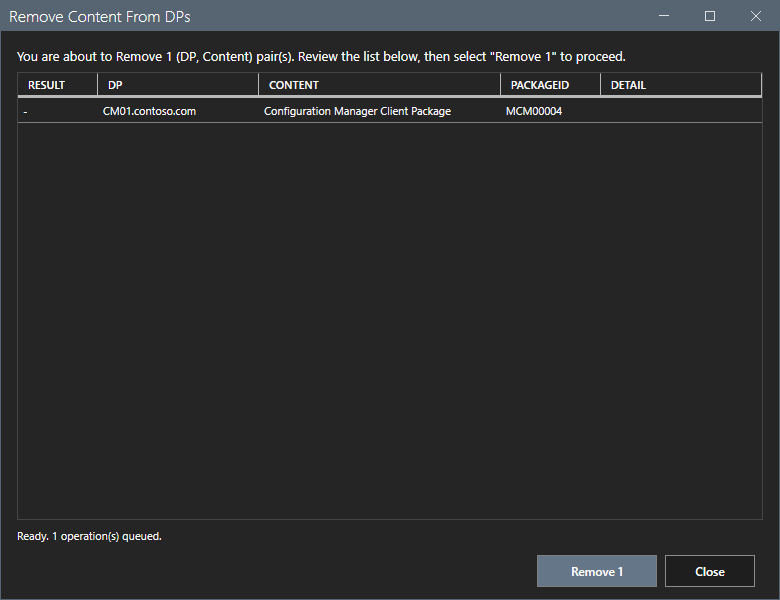 Remove Content From DPs
You are about to Remove 1 (DP, Content) pair(s). Review the list below, then select "Remove 1" to proceed.
RESULT DP CONTENT PACKAGEID DETAIL
- CM01.contoso.com Configuration Manager Client Package MCM00004
Ready. 1 operation(s) queued.
Remove 1 Close